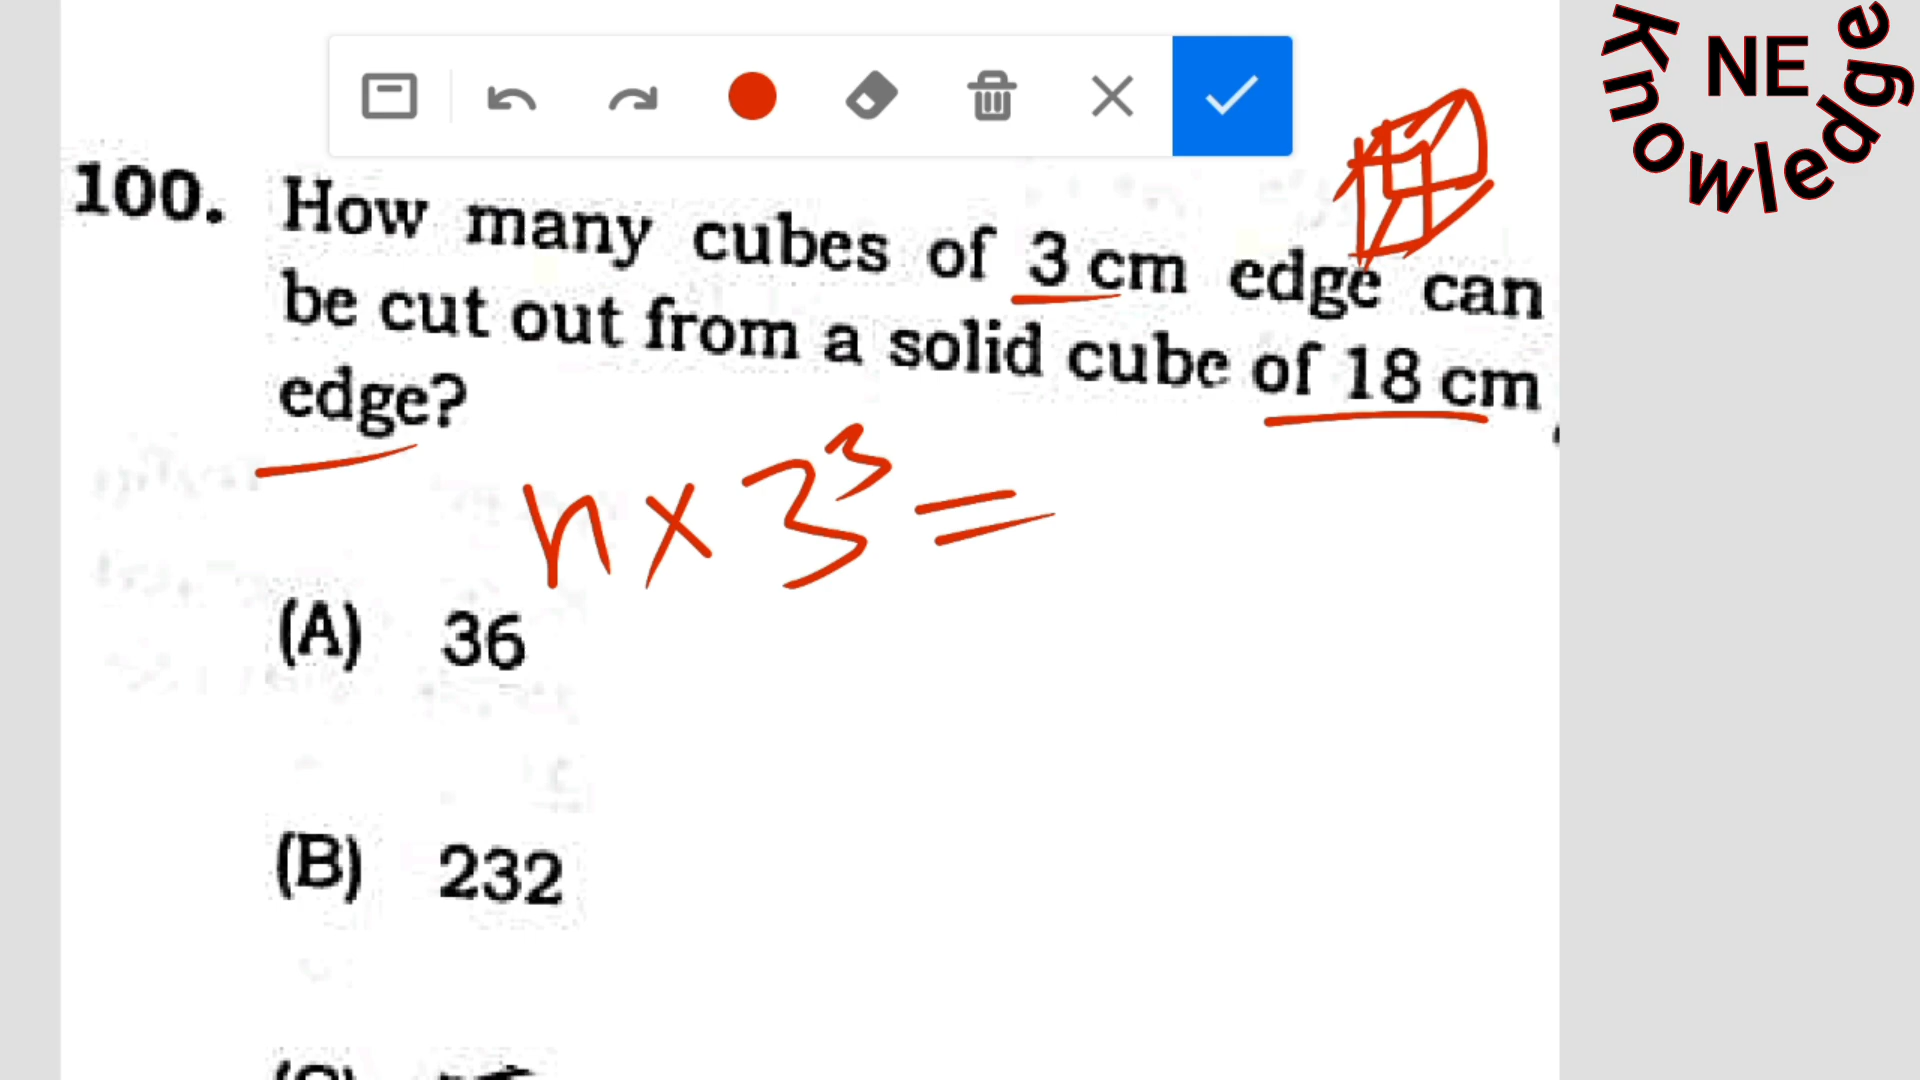 NE
Knowledge
100. How many cubes of 3 cm edge can
be cut out from a solid cube of 18 cm
edge?
n × 3³ =
(A) 36
(B) 232